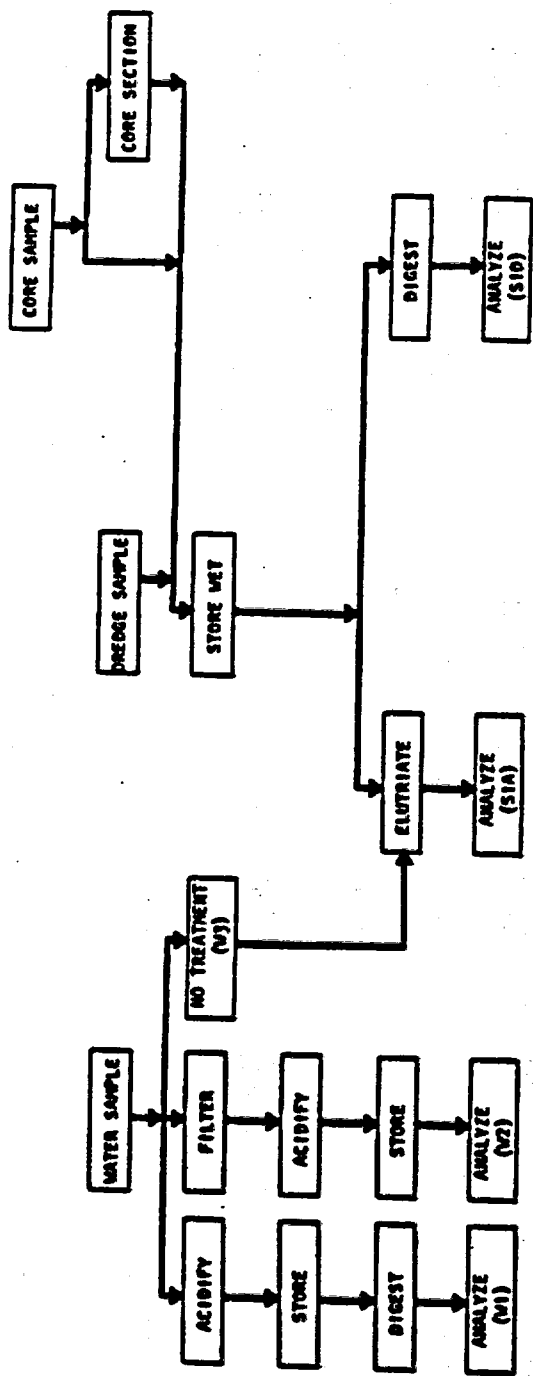 WATER SAMPLE
ACIDIFY
STORE
DIGEST
ANALYZE
(W1)
FILTER
ACIDIFY
STORE
ANALYZE
(W2)
NO TREATMENT
(W3)
ELUTRIATE
ANALYZE
(S1A)
DREDGE SAMPLE
STORE WET
CORE SAMPLE
CORE SECTION
DIGEST
ANALYZE
(S1D)